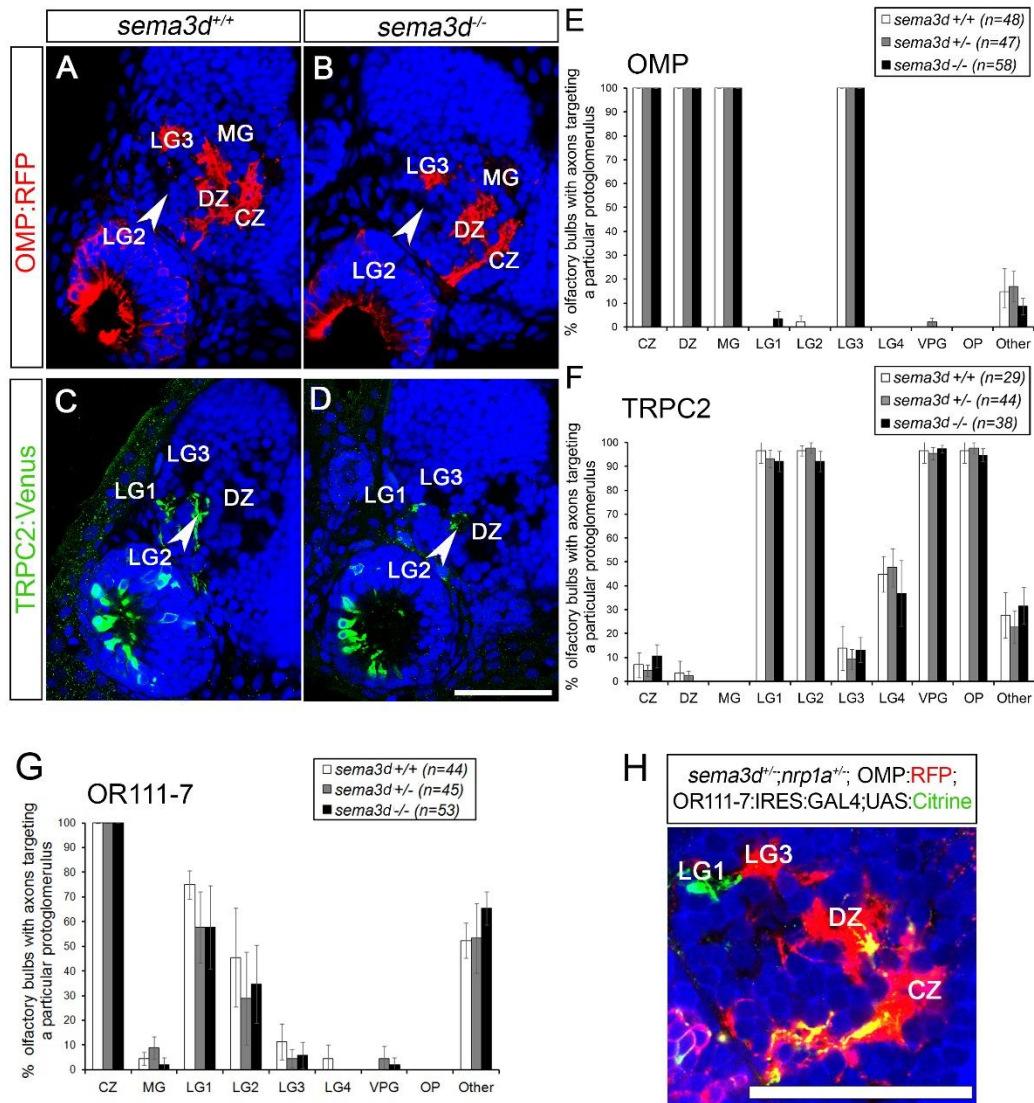 sema3d+/+
sema3d-/-
OMP:RFP
TRPC2:Venus
A
LG3
MG
DZ
CZ
LG2
B
LG3
MG
DZ
CZ
LG2
C
LG3
LG1
DZ
LG2
D
LG3
LG1
DZ
LG2
E
OMP
sema3d+/+ (n=48)
sema3d +/- (n=47)
sema3d -/- (n=58)
% olfactory bulbs with axons targeting
a particular protoglomerulus
100
90
80
70
60
50
40
30
20
10
0
CZ DZ MG LG1 LG2 LG3 LG4 VPG OP Other
F
TRPC2
sema3d +/+ (n=29)
sema3d +/- (n=44)
sema3d -/- (n=38)
% olfactory bulbs with axons targeting
a particular protoglomerulus
100
90
80
70
60
50
40
30
20
10
0
CZ DZ MG LG1 LG2 LG3 LG4 VPG OP Other
G
OR111-7
sema3d +/+ (n=44)
sema3d +/- (n=45)
sema3d -/- (n=53)
% olfactory bulbs with axons targeting
a particular protoglomerulus
100
90
80
70
60
50
40
30
20
10
0
CZ MG LG1 LG2 LG3 LG4 VPG OP Other
H
sema3d+/-;nrp1a+/-; OMP:RFP;
OR111-7:IRES:GAL4;UAS:Citrine
LG1
LG3
DZ
CZ